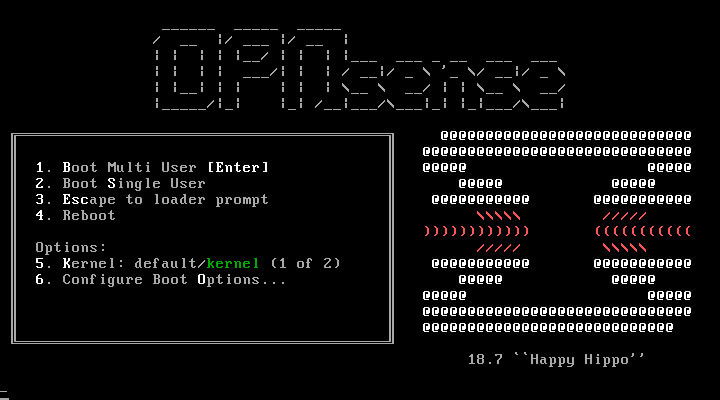 OPNsense
1. Boot Multi User [Enter]
2. Boot Single User
3. Escape to loader prompt
4. Reboot
Options:
5. Kernel: default/kernel (1 of 2)
6. Configure Boot Options...
18.7 ``Happy Hippo''